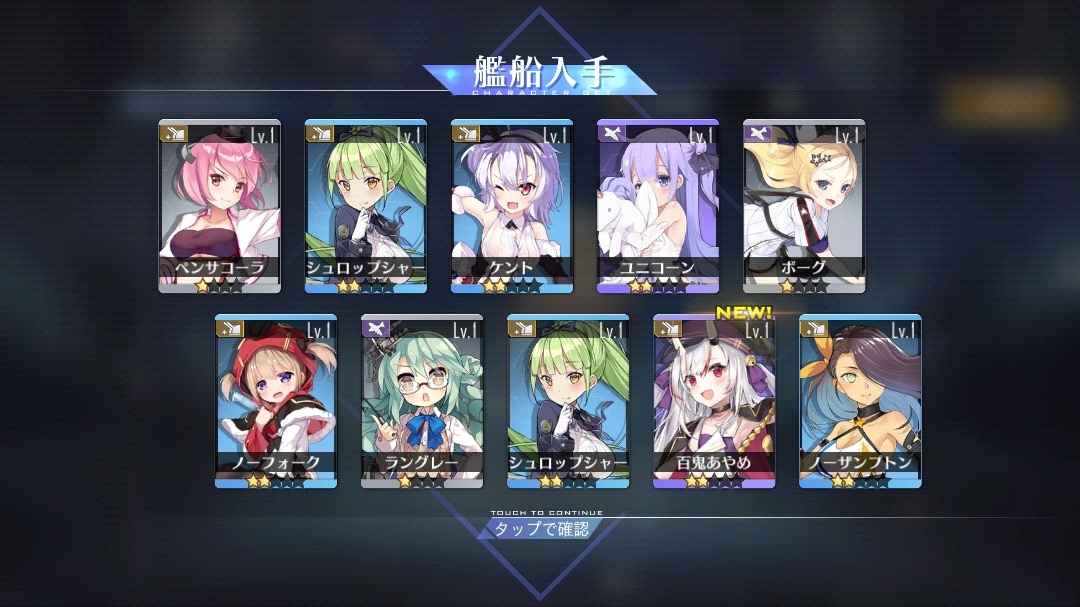 艦船入手
CHARACTER GET
Lv.1
Lv.1
Lv.1
Lv.1
Lv.1
ペンサコーラ
シュロップシャー
ケント
ユニコーン
ボーグ
NEW!
Lv.1
Lv.1
Lv.1
Lv.1
Lv.1
ノーフォーク
ラングレー
シュロップシャー
百鬼あやめ
ノーザンプトン
TOUCH TO CONTINUE
タップで確認